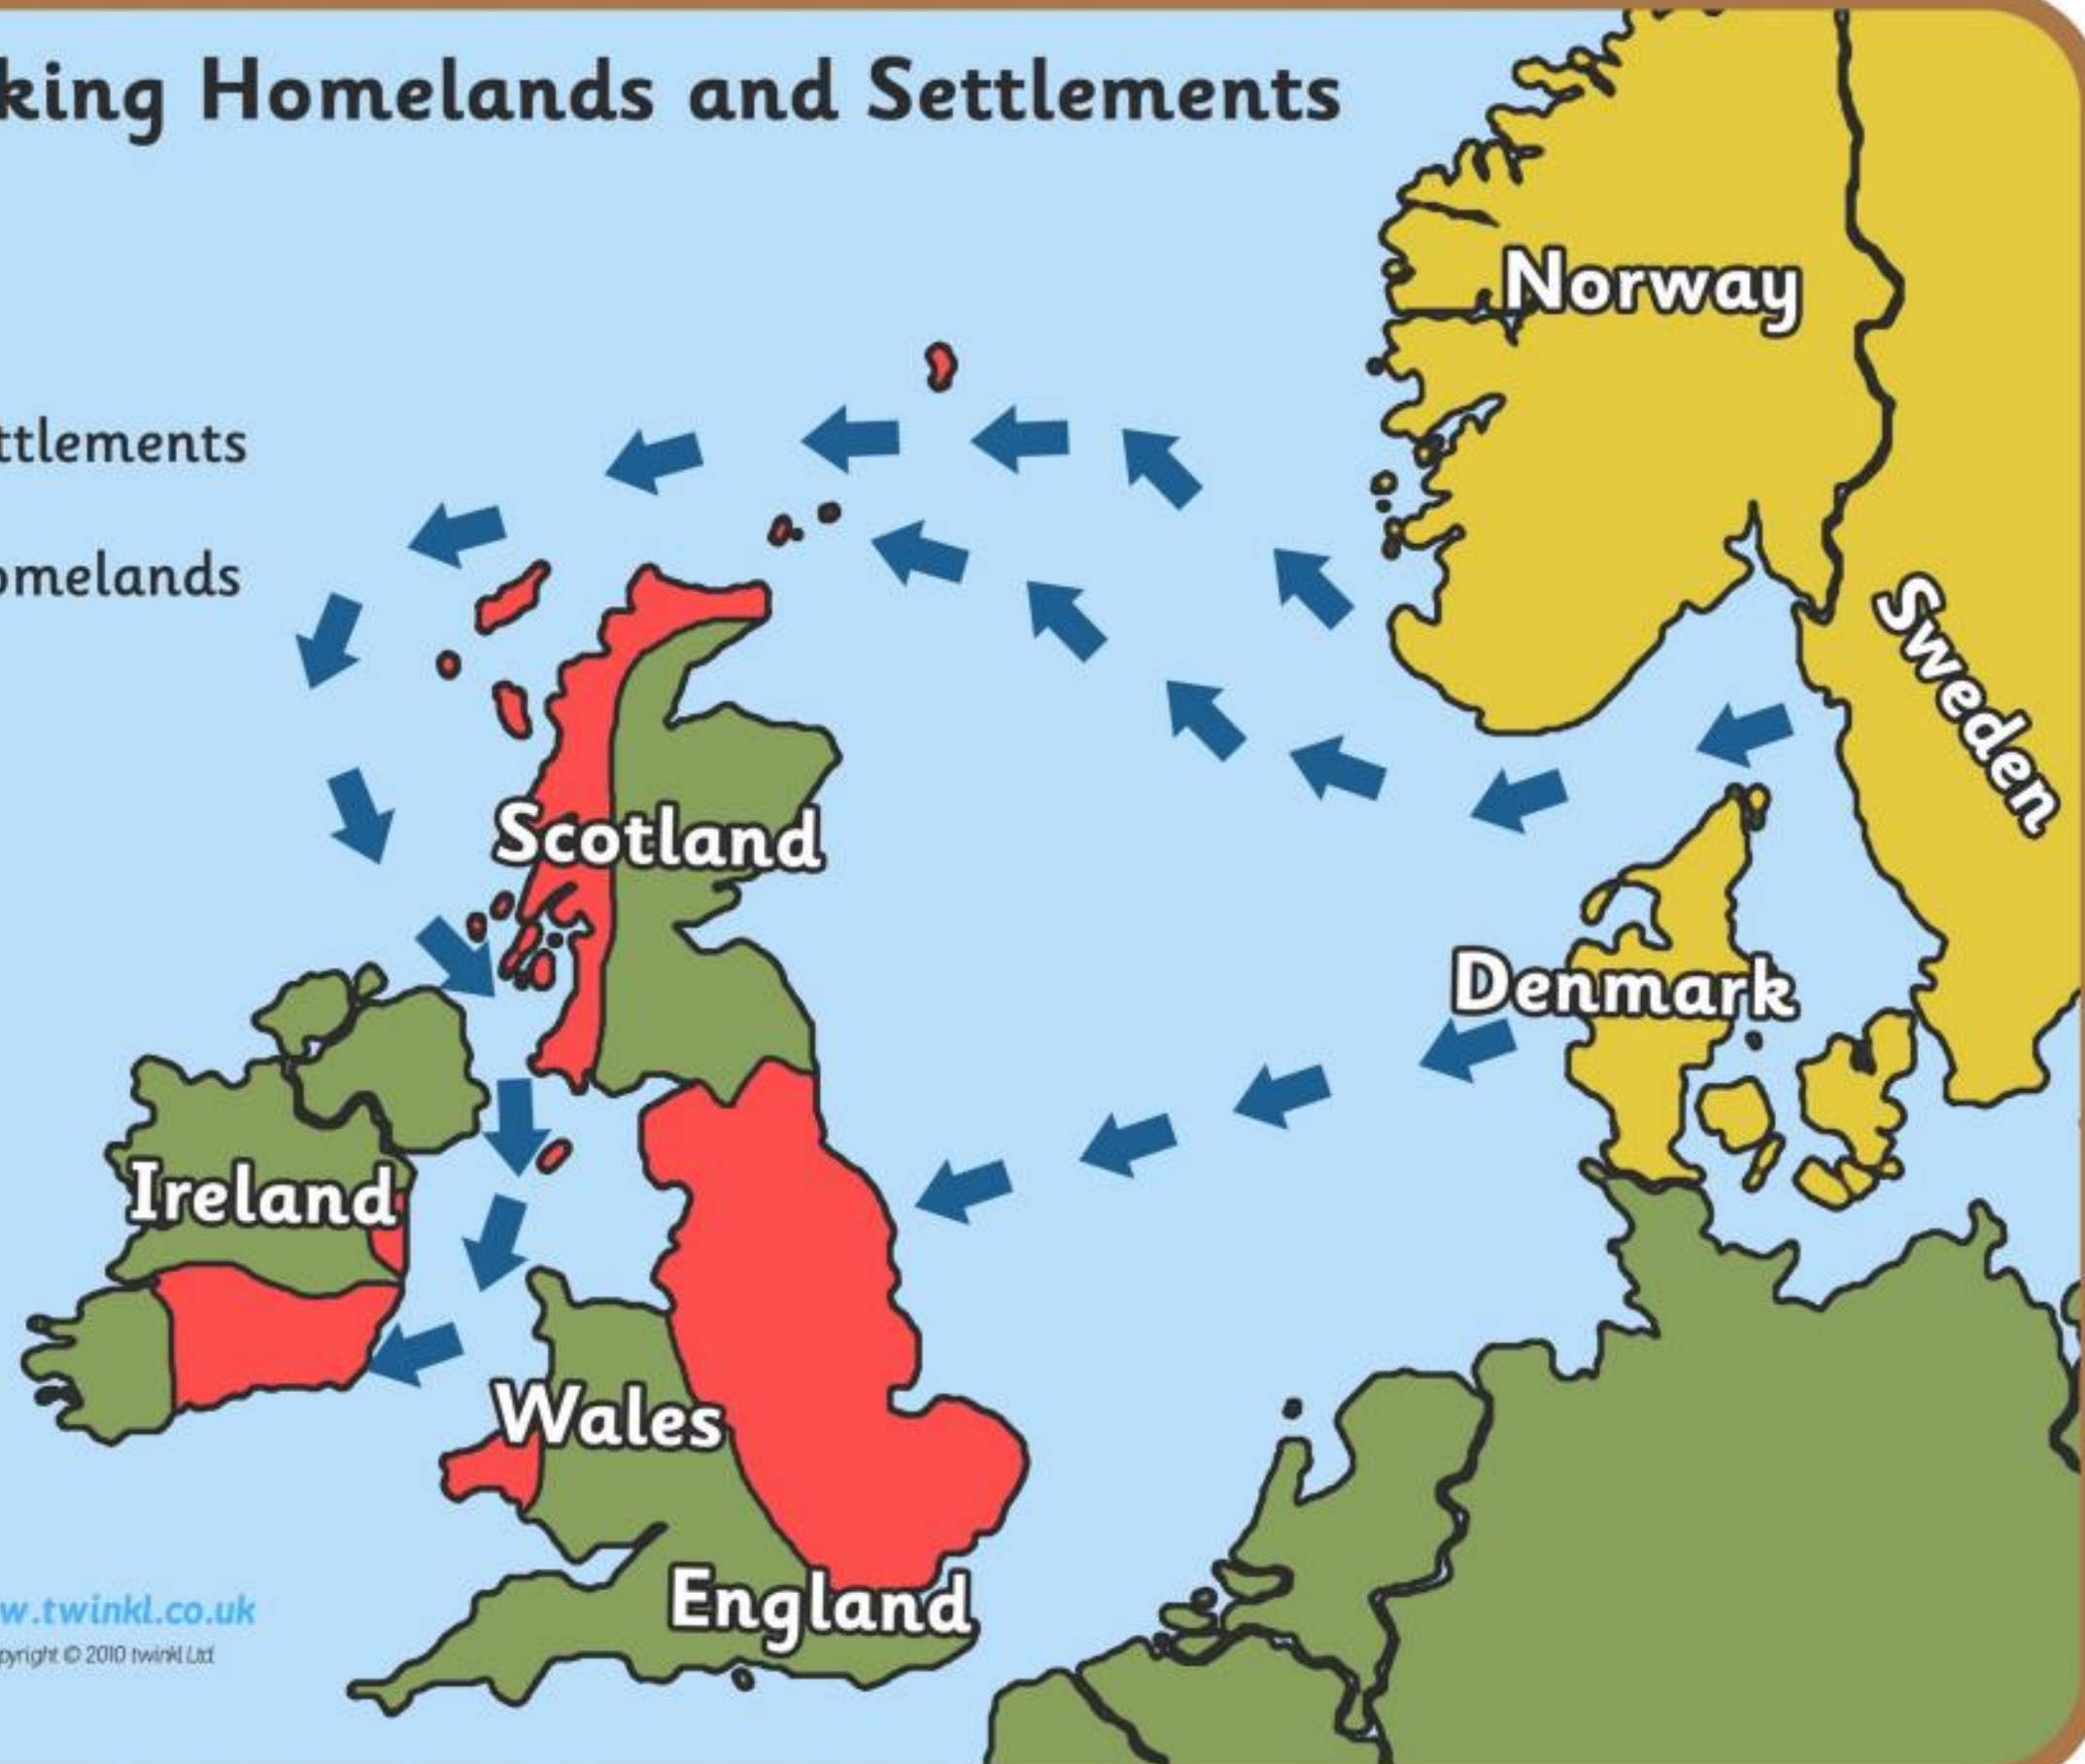 king Homelands and Settlements
Norway
ttlements
omelands
Sweden
Scotland
Denmark
Ireland
Wales
England
w.twinkl.co.uk
pyright © 2010 twinkl Ltd